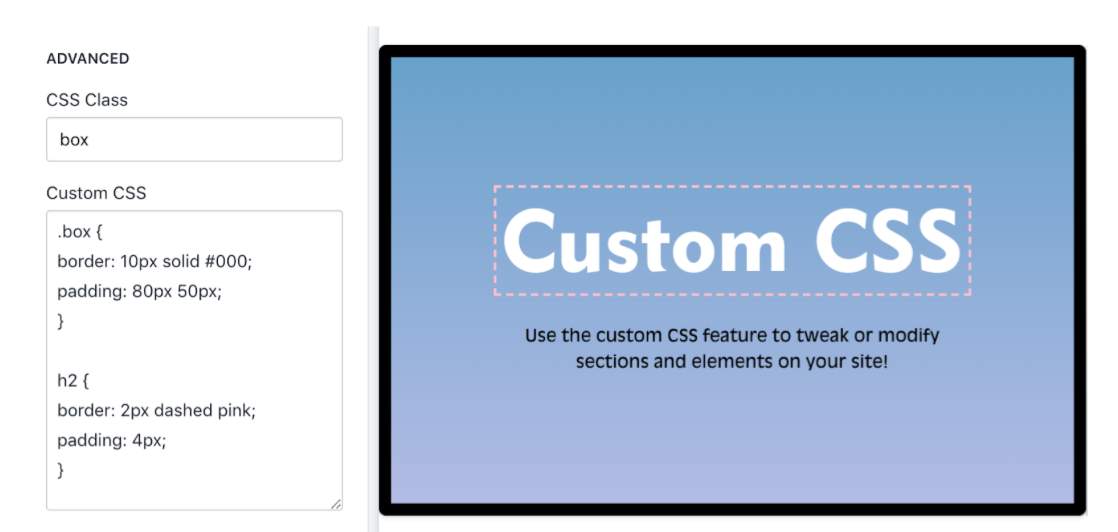 ADVANCED
CSS Class
box
Custom CSS
.box {
border: 10px solid #000;
padding: 80px 50px;
}
h2 {
border: 2px dashed pink;
padding: 4px;
}
Custom CSS
Use the custom CSS feature to tweak or modify
sections and elements on your site!